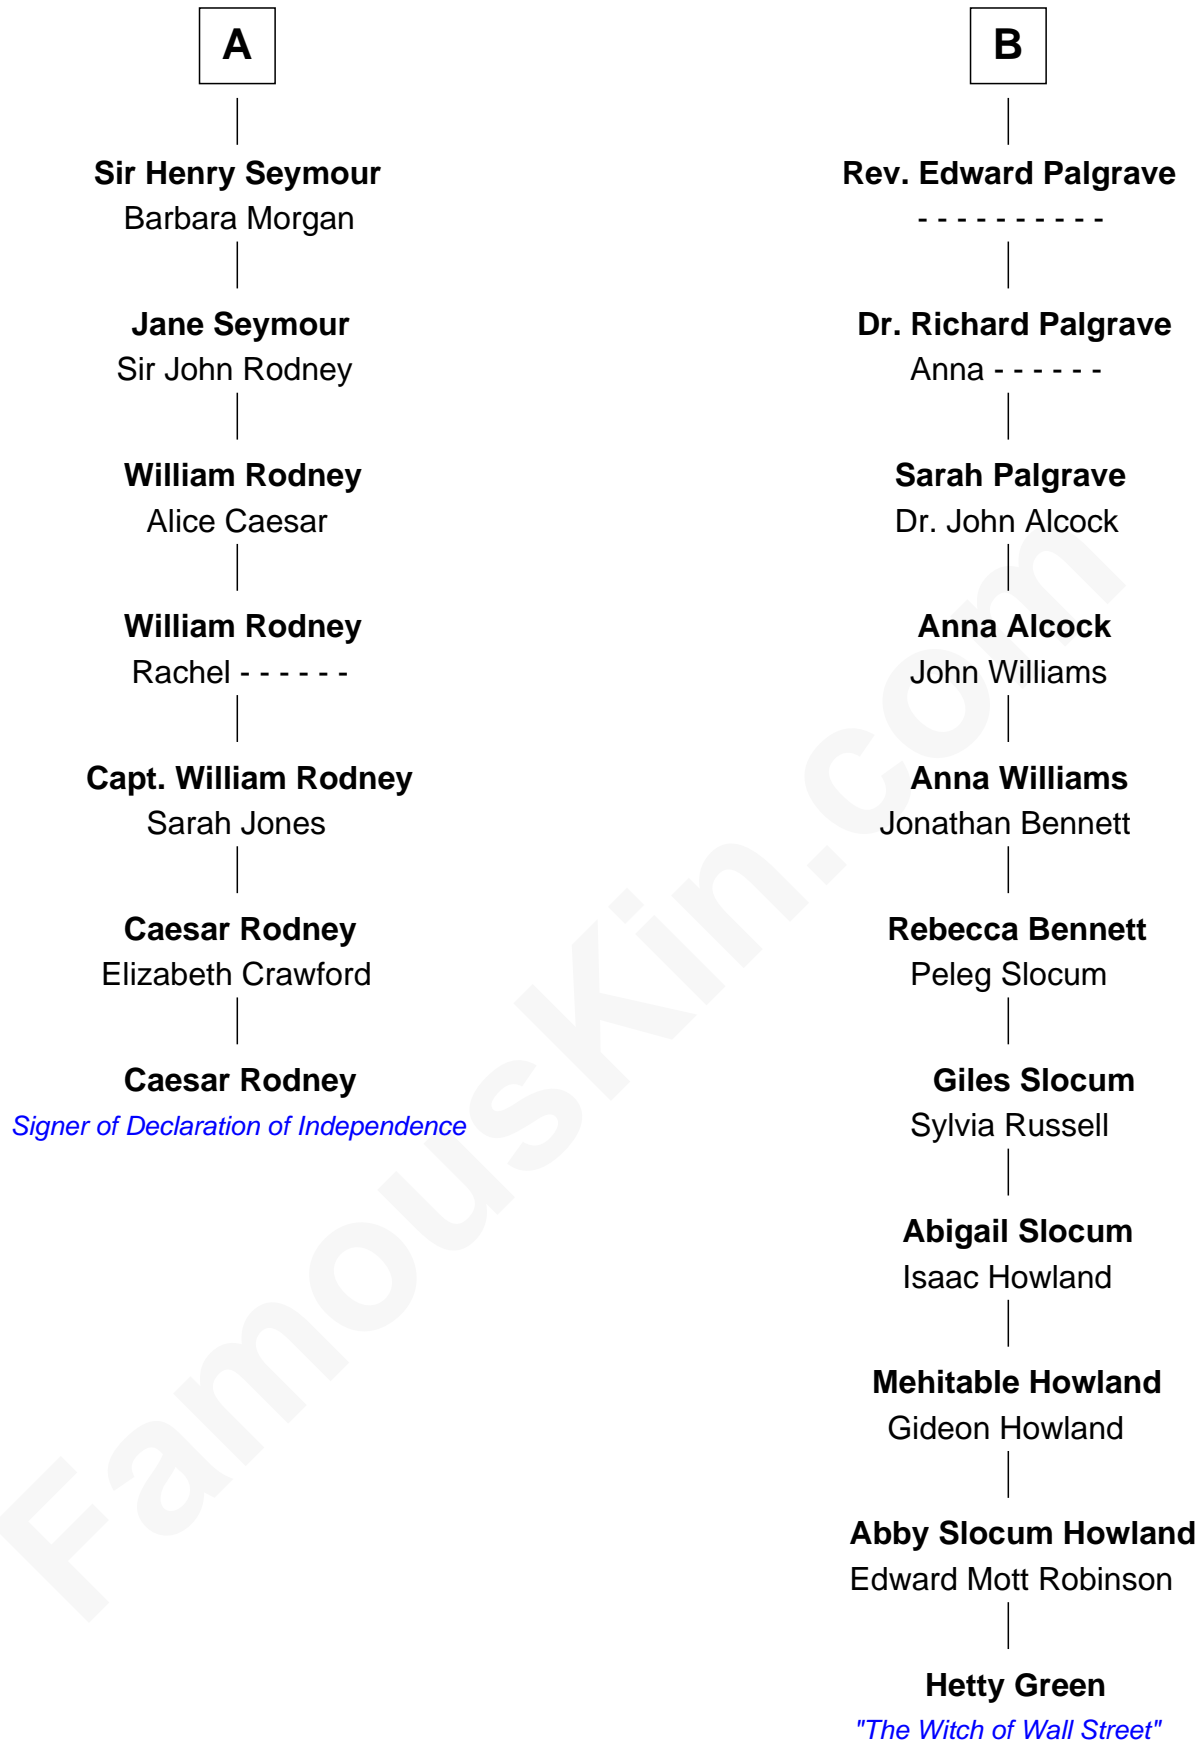 A
Sir Henry Seymour
Barbara Morgan
Jane Seymour
Sir John Rodney
William Rodney
Alice Caesar
William Rodney
Rachel - - - - - -
Capt. William Rodney
Sarah Jones
Caesar Rodney
Elizabeth Crawford
Caesar Rodney
Signer of Declaration of Independence
B
Rev. Edward Palgrave
- - - - - - - - - -
Dr. Richard Palgrave
Anna - - - - - -
Sarah Palgrave
Dr. John Alcock
Anna Alcock
John Williams
Anna Williams
Jonathan Bennett
Rebecca Bennett
Peleg Slocum
Giles Slocum
Sylvia Russell
Abigail Slocum
Isaac Howland
Mehitable Howland
Gideon Howland
Abby Slocum Howland
Edward Mott Robinson
Hetty Green
"The Witch of Wall Street"
FamousKin.com